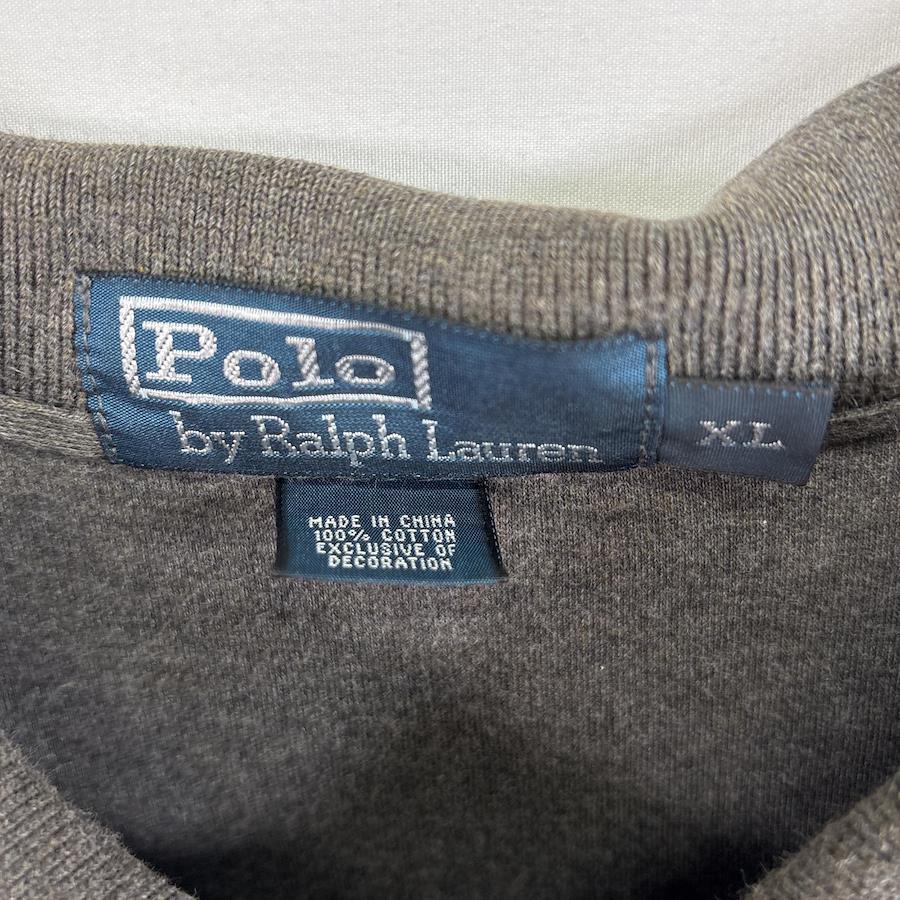 Polo
by Ralph Lauren
XL
MADE IN CHINA
100% COTTON
EXCLUSIVE OF
DECORATION